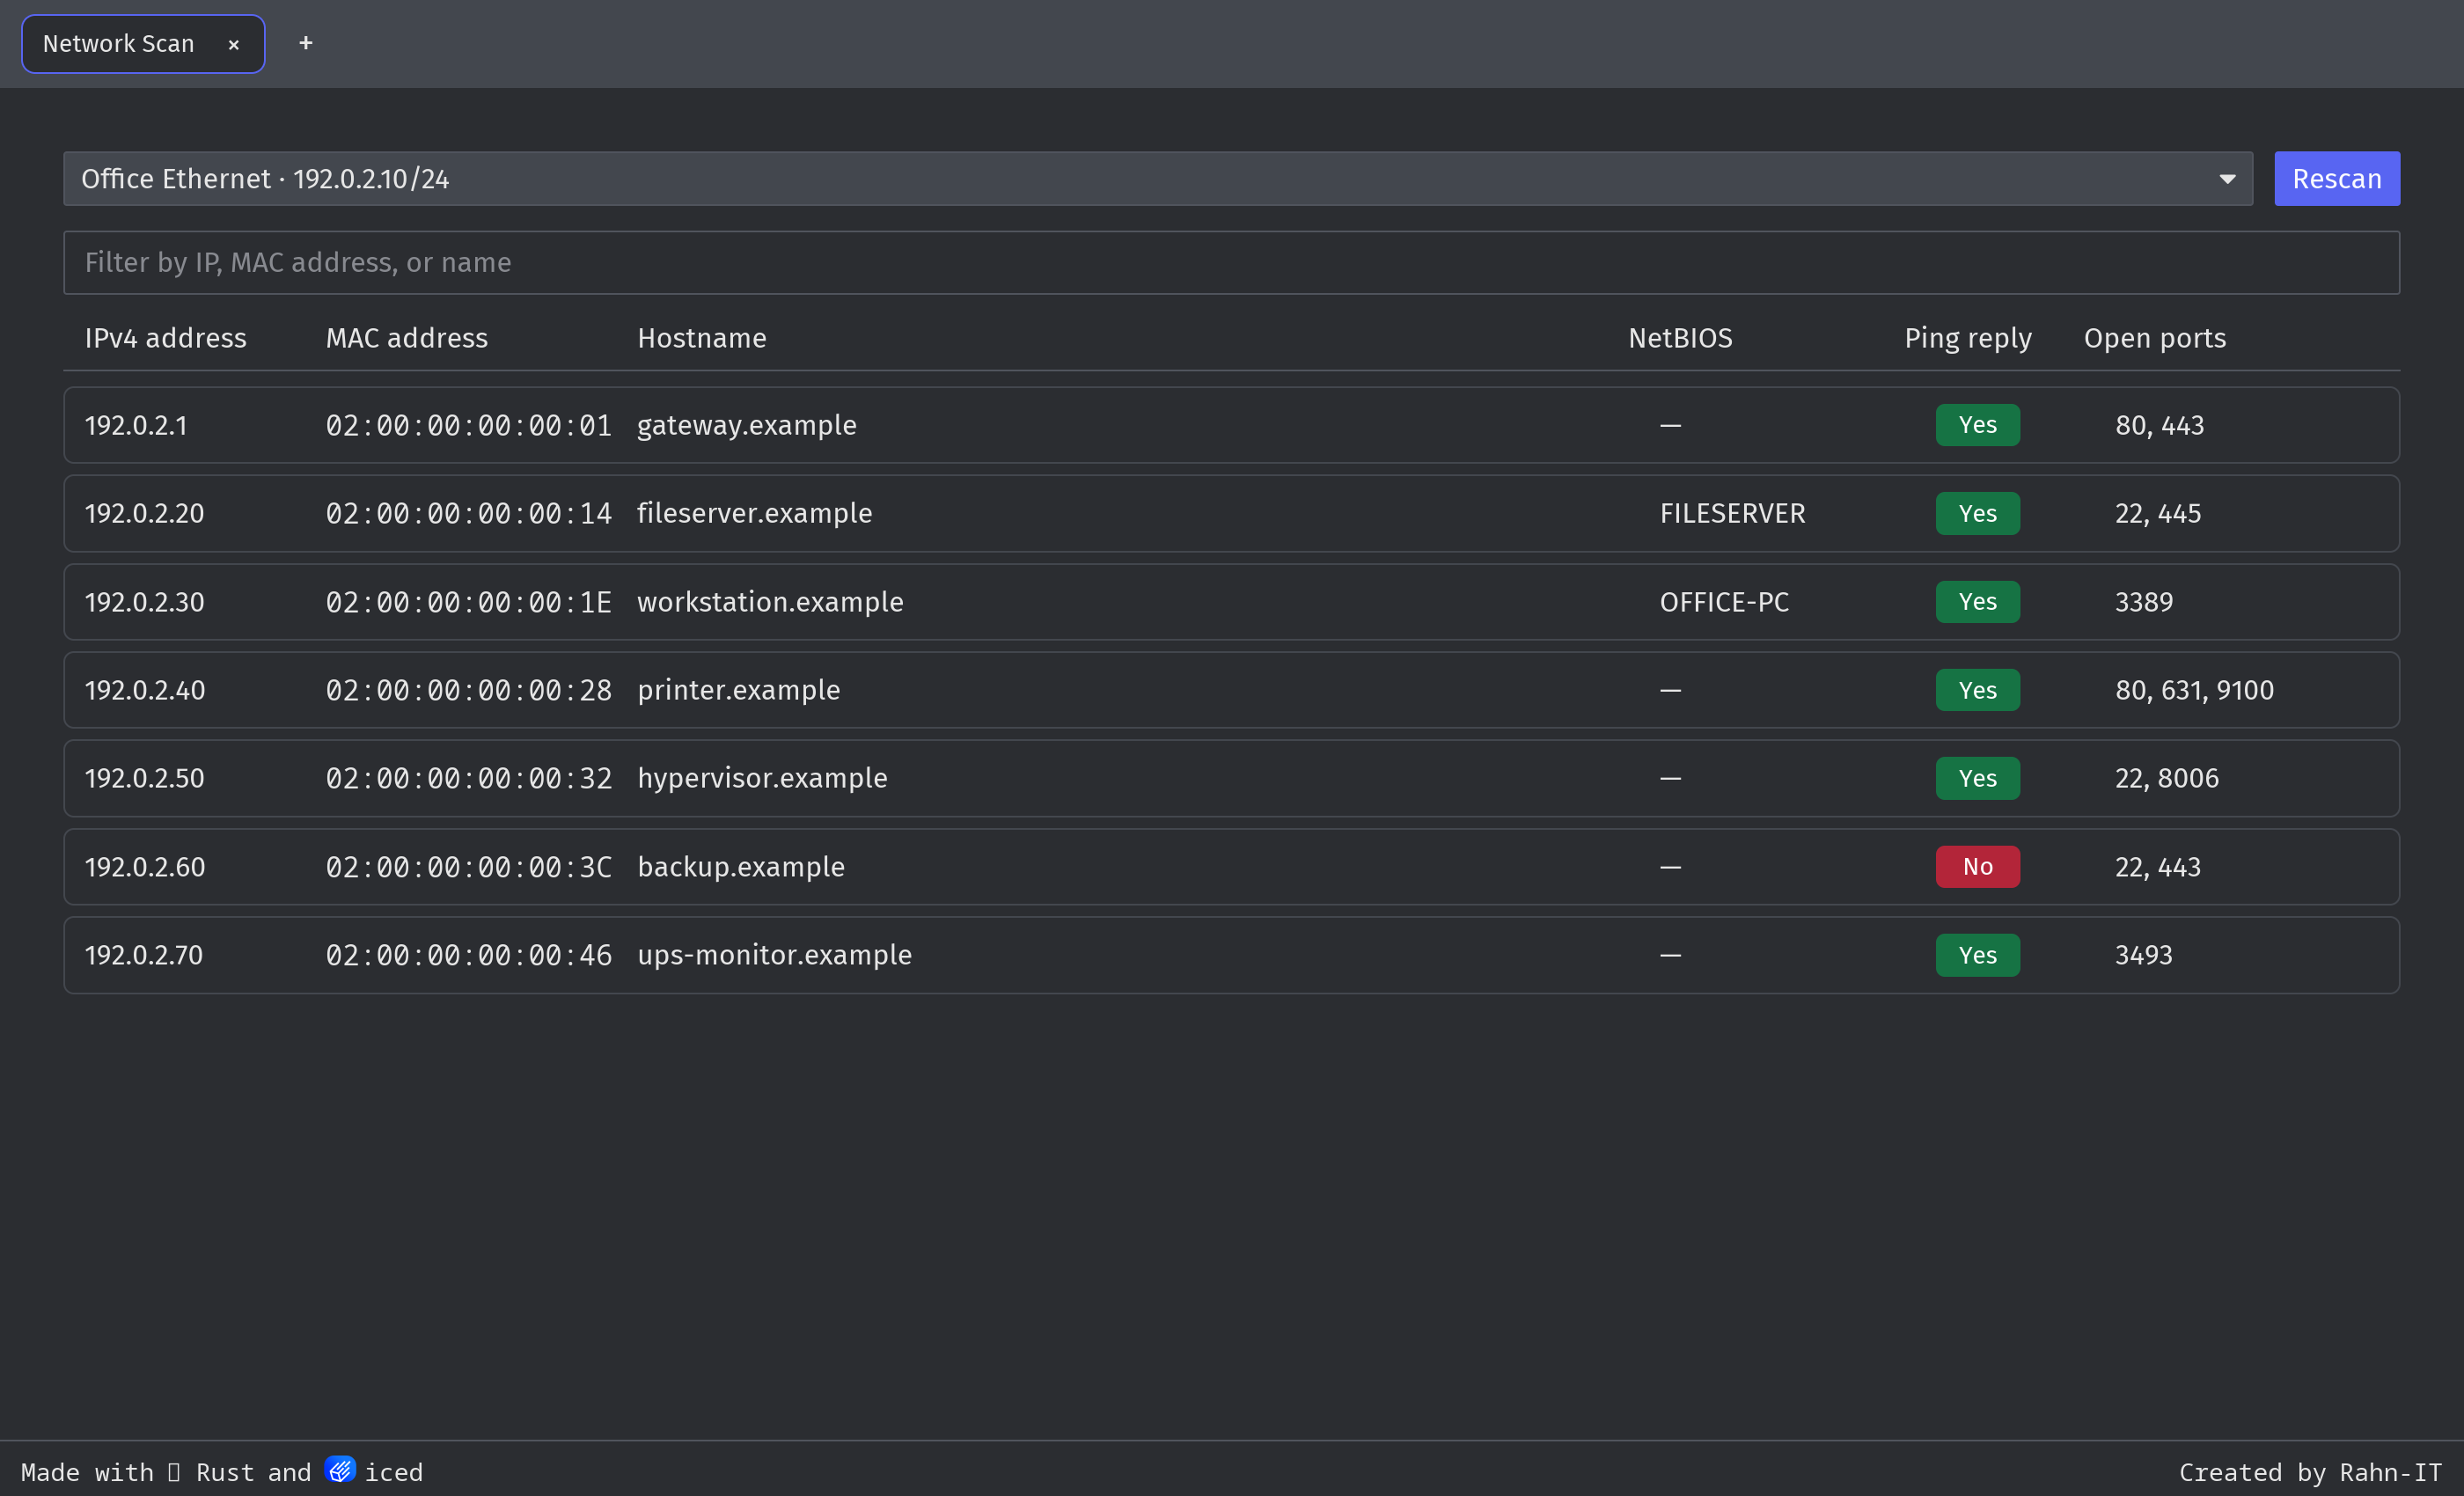 Network Scan × +
Office Ethernet · 192.0.2.10/24 Rescan
Filter by IP, MAC address, or name
IPv4 address MAC address Hostname NetBIOS Ping reply Open ports
192.0.2.1 02:00:00:00:00:01 gateway.example — Yes 80, 443
192.0.2.20 02:00:00:00:00:14 fileserver.example FILESERVER Yes 22, 445
192.0.2.30 02:00:00:00:00:1E workstation.example OFFICE-PC Yes 3389
192.0.2.40 02:00:00:00:00:28 printer.example — Yes 80, 631, 9100
192.0.2.50 02:00:00:00:00:32 hypervisor.example — Yes 22, 8006
192.0.2.60 02:00:00:00:00:3C backup.example — No 22, 443
192.0.2.70 02:00:00:00:00:46 ups-monitor.example — Yes 3493
Made with Rust and iced Created by Rahn-IT